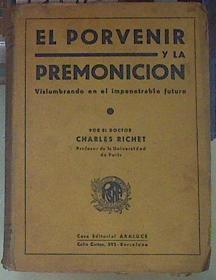 EL PORVENIR
Y LA
PREMONICION
Vislumbrando en el impenetrable futuro
POR EL DOCTOR
CHARLES RICHET
Profesor de la Universidad
de París
Casa Editorial ARALUCE
Calle Cortes, 392 - Barcelona